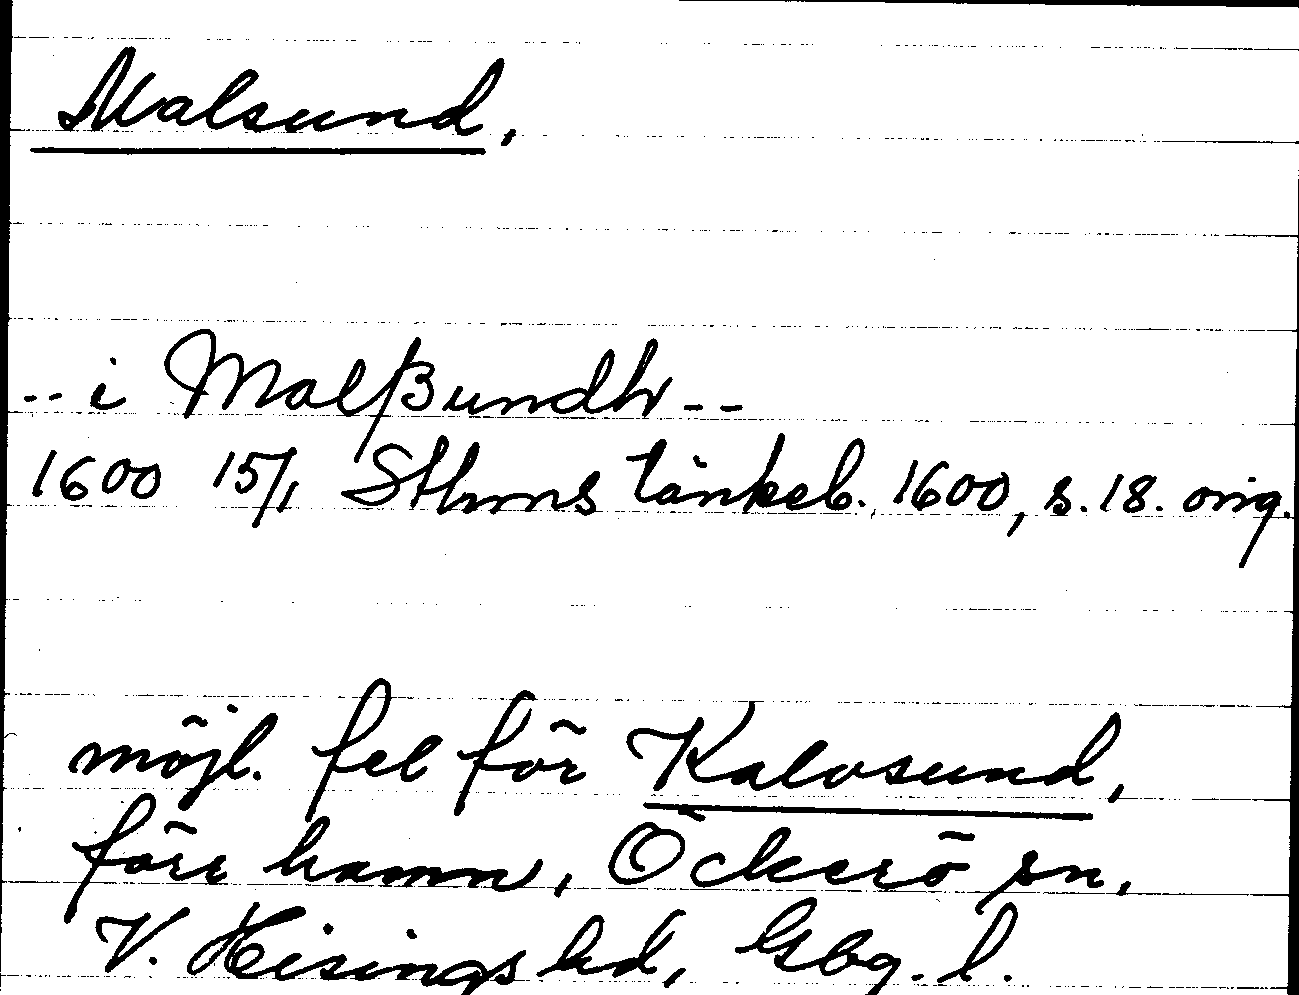 Malsund,
-- i Malßundh --
1600 15/1 Sthms tänkeb. 1600, s. 18. orig.
möjl. fel för Kalvsund,
förr hamn, Öckerö sn,
V. Hisings hd, Gbg. l.